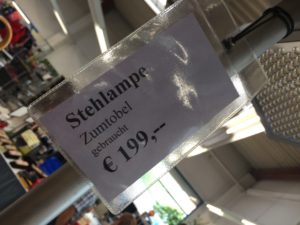 Stehlampe
Zumtobel
gebraucht
€ 199,--